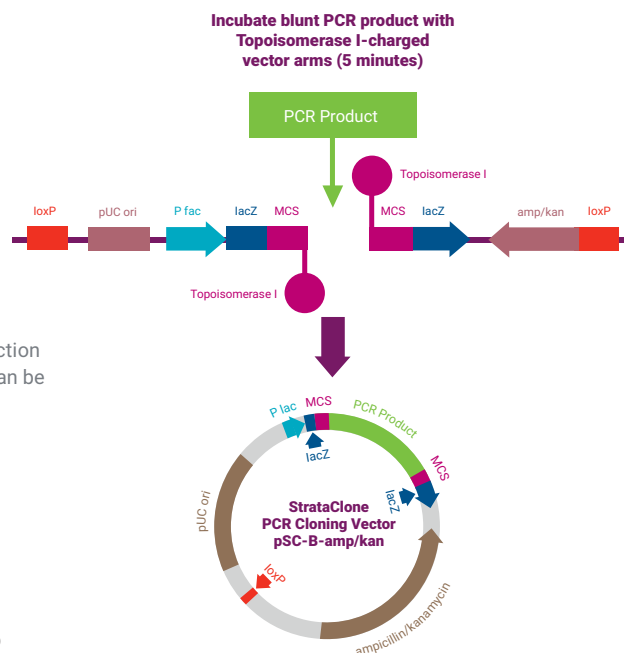 Incubate blunt PCR product with
Topoisomerase I-charged
vector arms (5 minutes)
PCR Product
Topoisomerase I
loxP
pUC ori
P fac
lacZ
MCS
MCS
lacZ
amp/kan
loxP
Topoisomerase I
ction
an be
P lac
MCS
PCR Product
lacZ
MCS
lacZ
pUC ori
StrataClone
PCR Cloning Vector
pSC-B-amp/kan
loxP
ampicillin/kanamycin